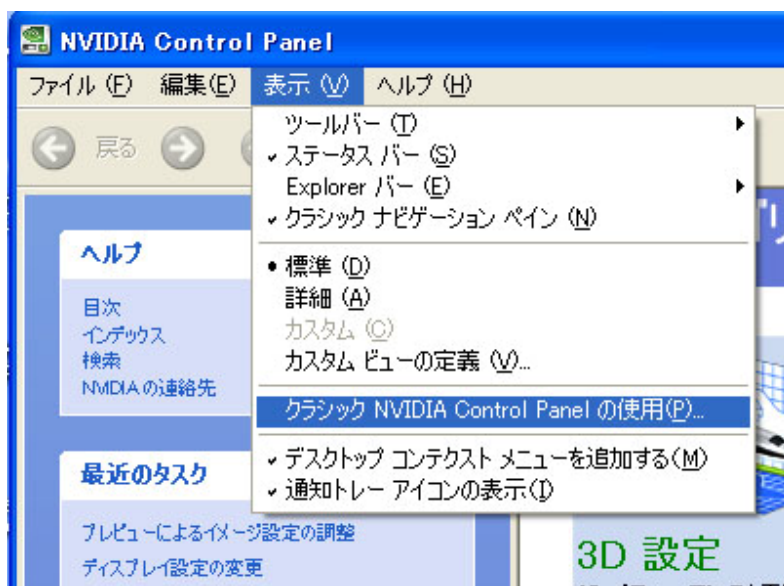 NVIDIA Control Panel
ファイル (F) 編集(E) 表示 (V) ヘルプ (H)
戻る
ツールバー (T)
ステータス バー (S)
Explorer バー (E)
クラシック ナビゲーション ペイン (N)
標準 (D)
詳細 (A)
カスタム (C)
カスタム ビューの定義 (V)...
クラシック NVIDIA Control Panel の使用(P)...
デスクトップ コンテクスト メニューを追加する(M)
通知トレー アイコンの表示(I)
ヘルプ
目次
インデックス
検索
NVIDIA の連絡先
最近のタスク
プレビューによるイメージ設定の調整
ディスプレイ設定の変更
3D 設定